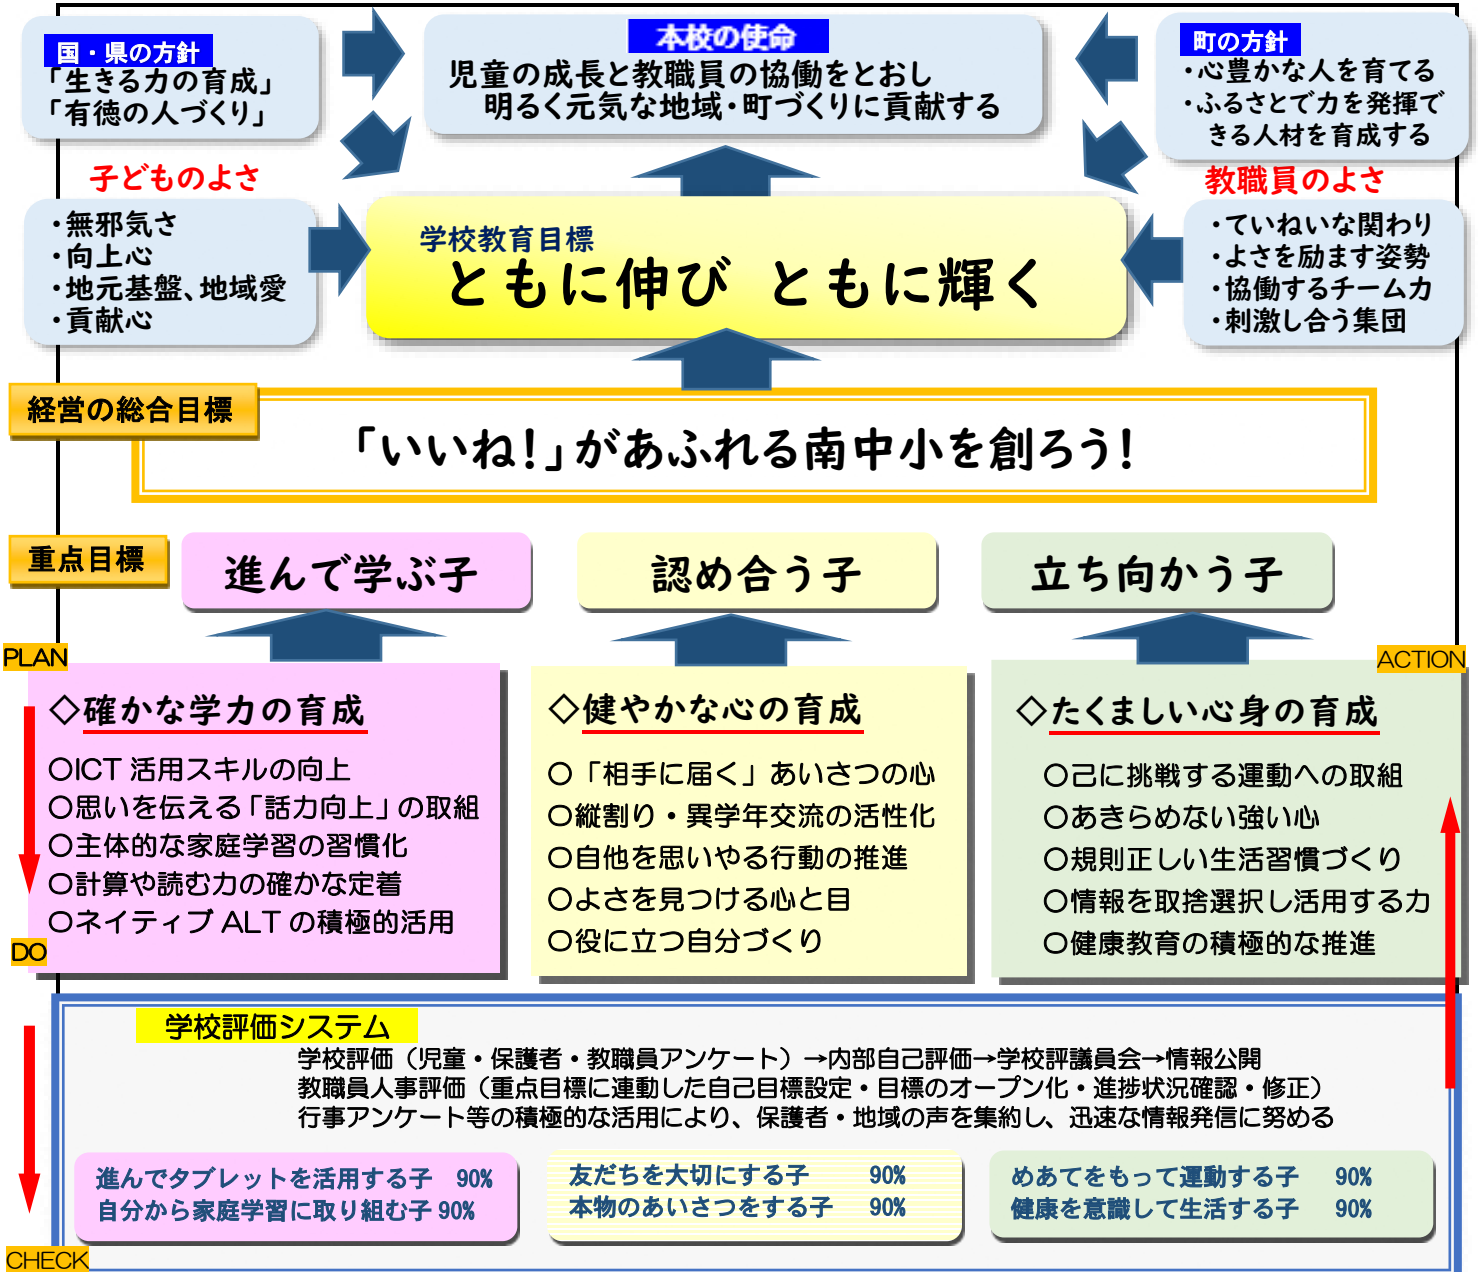 国・県の方針
「生きる力の育成」
「有徳の人づくり」
本校の使命
児童の成長と教職員の協働をとおし
明るく元気な地域・町づくりに貢献する
町の方針
・心豊かな人を育てる
・ふるさとで力を発揮で
きる人材を育成する
子どものよさ
・無邪気さ
・向上心
・地元基盤、地域愛
・貢献心
学校教育目標
ともに伸び ともに輝く
教職員のよさ
・ていねいな関わり
・よさを励ます姿勢
・協働するチーム力
・刺激し合う集団
経営の総合目標
「いいね!」があふれる南中小を創ろう!
重点目標
進んで学ぶ子
認め合う子
立ち向かう子
PLAN
ACTION
◇確かな学力の育成
○ICT 活用スキルの向上
○思いを伝える「話力向上」の取組
○主体的な家庭学習の習慣化
○計算や読む力の確かな定着
○ネイティブ ALT の積極的活用
◇健やかな心の育成
○「相手に届く」あいさつの心
○縦割り・異学年交流の活性化
○自他を思いやる行動の推進
○よさを見つける心と目
○役に立つ自分づくり
◇たくましい心身の育成
○己に挑戦する運動への取組
○あきらめない強い心
○規則正しい生活習慣づくり
○情報を取捨選択し活用する力
○健康教育の積極的な推進
DO
学校評価システム
学校評価（児童・保護者・教職員アンケート）→内部自己評価→学校評議員会→情報公開
教職員人事評価（重点目標に連動した自己目標設定・目標のオープン化・進捗状況確認・修正）
行事アンケート等の積極的な活用により、保護者・地域の声を集約し、迅速な情報発信に努める
進んでタブレットを活用する子 90%
自分から家庭学習に取り組む子 90%
友だちを大切にする子 90%
本物のあいさつをする子 90%
めあてをもって運動する子 90%
健康を意識して生活する子 90%
CHECK